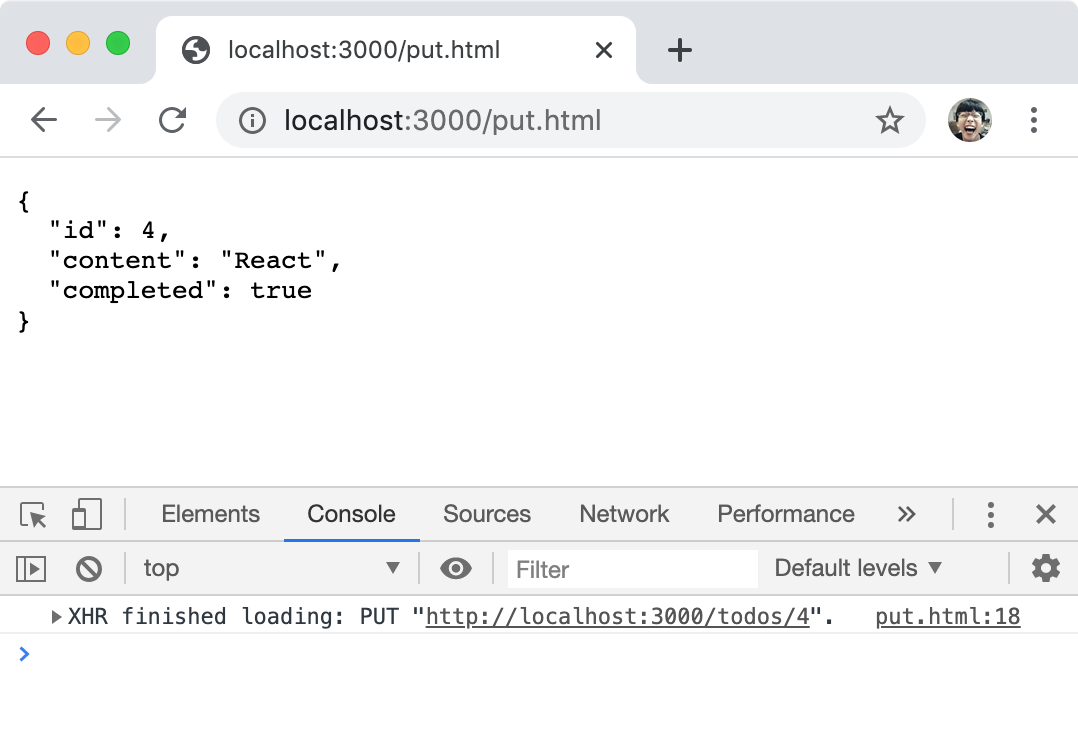 localhost:3000/put.html
localhost:3000/put.html
{
  "id": 4,
  "content": "React",
  "completed": true
}
Elements Console Sources Network Performance
top Filter Default levels
XHR finished loading: PUT "http://localhost:3000/todos/4". put.html:18